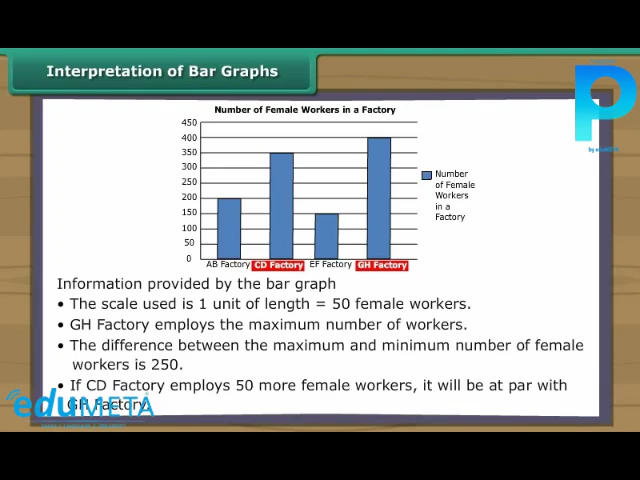 Interpretation of Bar Graphs
P
by eduMETA
Number of Female Workers in a Factory
450
400
350
300
250
200
150
100
50
0
AB Factory CD Factory EF Factory GH Factory
Number
of Female
Workers
in a
Factory
Information provided by the bar graph
• The scale used is 1 unit of length = 50 female workers.
• GH Factory employs the maximum number of workers.
• The difference between the maximum and minimum number of female
workers is 250.
• If CD Factory employs 50 more female workers, it will be at par with
GH Factory.
eduMETA